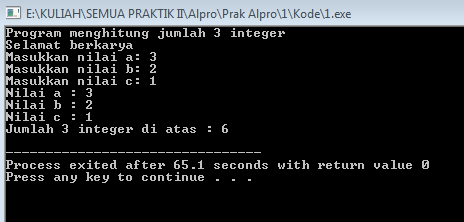 E:\KULIAH\SEMUA PRAKTIK II\Alpro\Prak Alpro\1\Kode\1.exe
Program menghitung jumlah 3 integer
Selamat berkarya
Masukkan nilai a: 3
Masukkan nilai b: 2
Masukkan nilai c: 1
Nilai a : 3
Nilai b : 2
Nilai c : 1
Jumlah 3 integer di atas : 6
--------------------------------
Process exited after 65.1 seconds with return value 0
Press any key to continue . . .